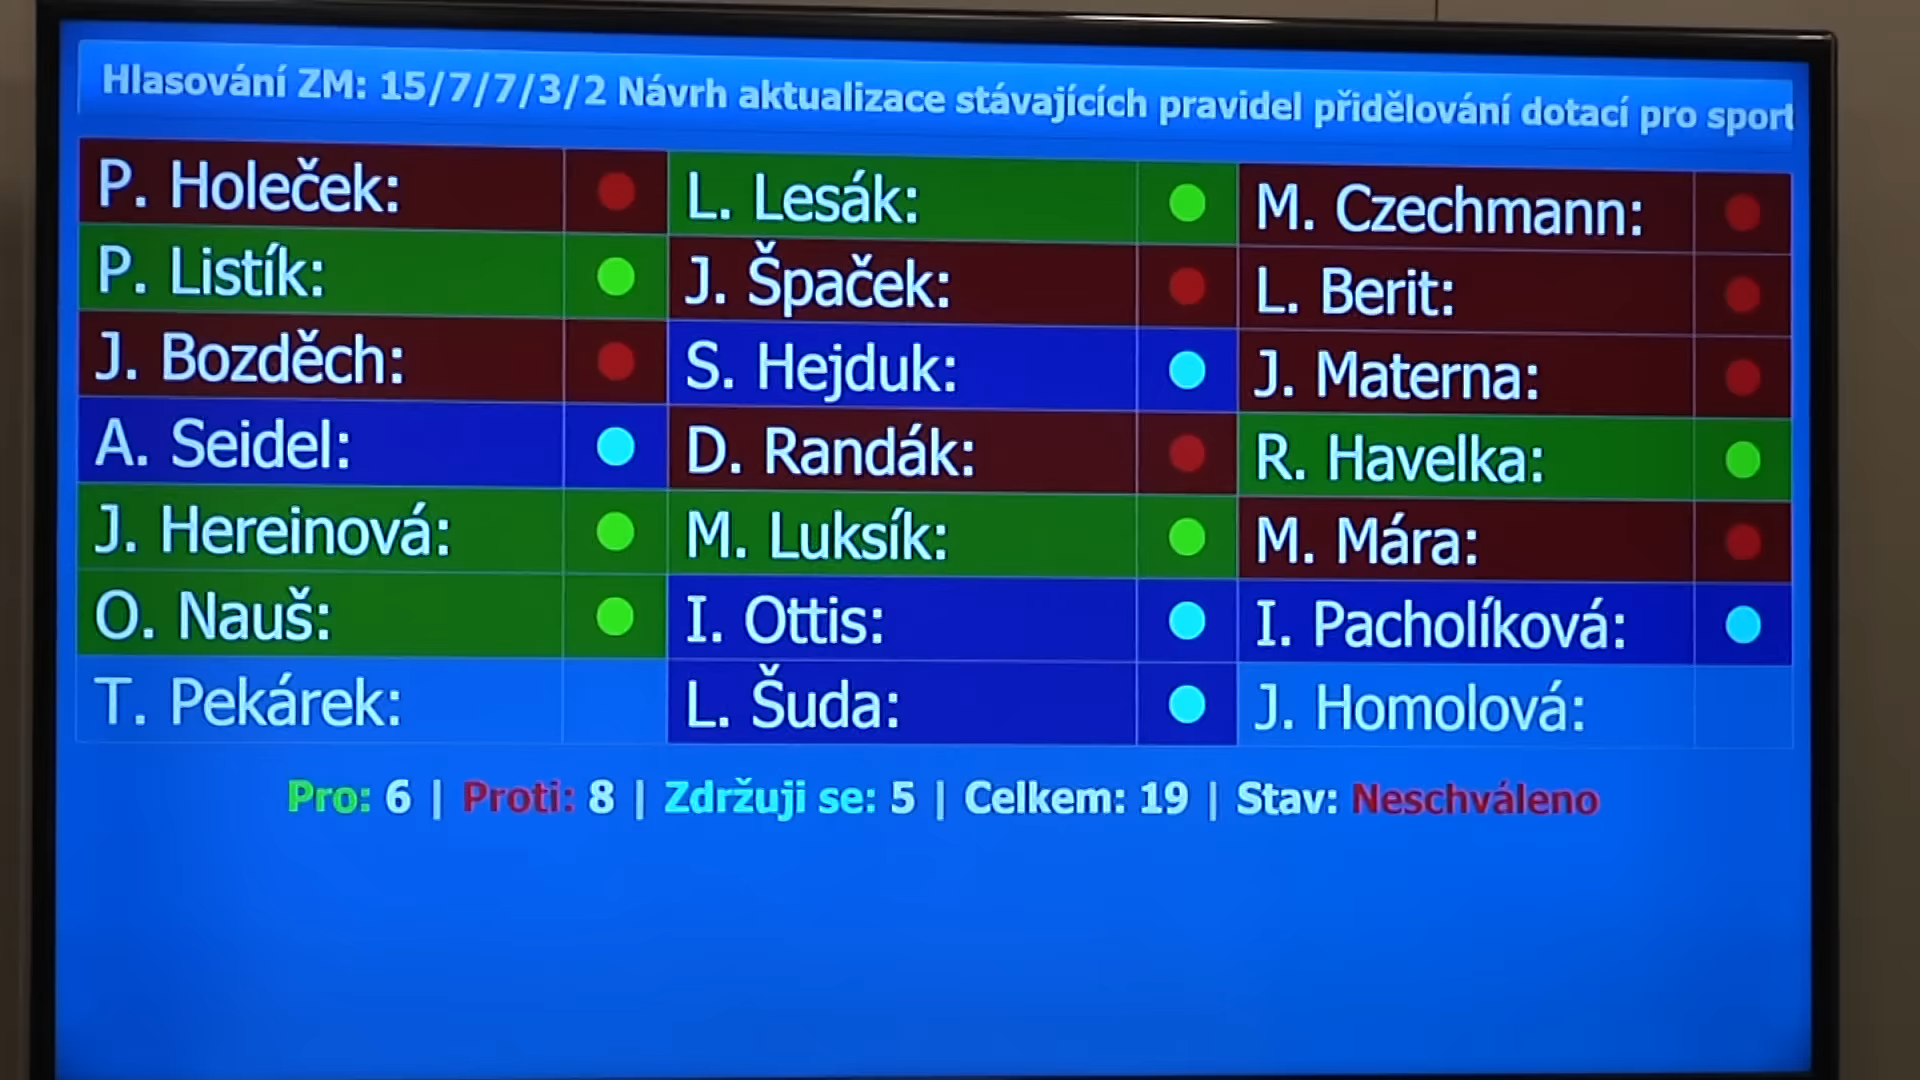 Hlasování ZM: 15/7/7/3/2 Návrh aktualizace stávajících pravidel přidělování dotací pro sport
P. Holeček: L. Lesák: M. Czechmann:
P. Listík: J. Špaček: L. Berit:
J. Bozděch: S. Hejduk: J. Materna:
A. Seidel: D. Randák: R. Havelka:
J. Hereinová: M. Luksík: M. Mára:
O. Nauš: I. Ottis: I. Pacholíková:
T. Pekárek: L. Šuda: J. Homolová:
Pro: 6 | Proti: 8 | Zdržuji se: 5 | Celkem: 19 | Stav: Neschváleno